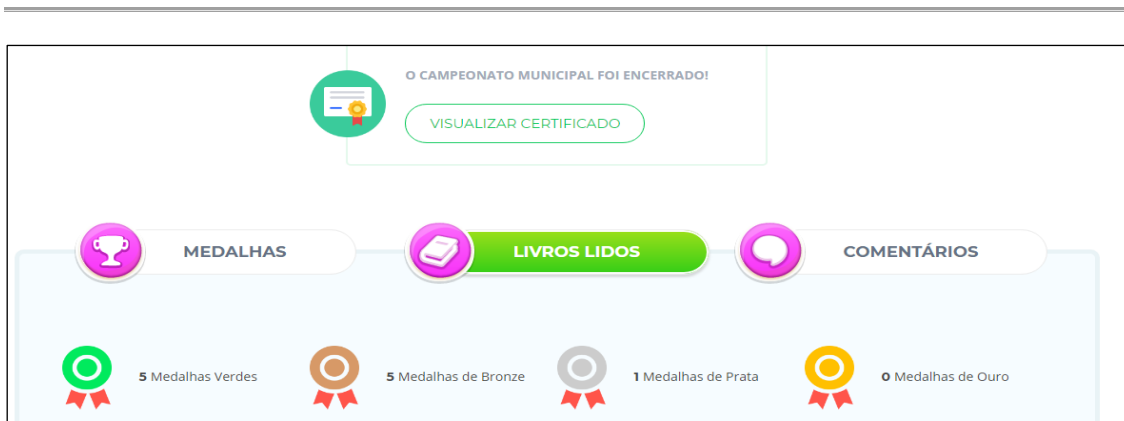 O CAMPEONATO MUNICIPAL FOI ENCERRADO!
VISUALIZAR CERTIFICADO
MEDALHAS
LIVROS LIDOS
COMENTÁRIOS
5 Medalhas Verdes
5 Medalhas de Bronze
1 Medalhas de Prata
0 Medalhas de Ouro